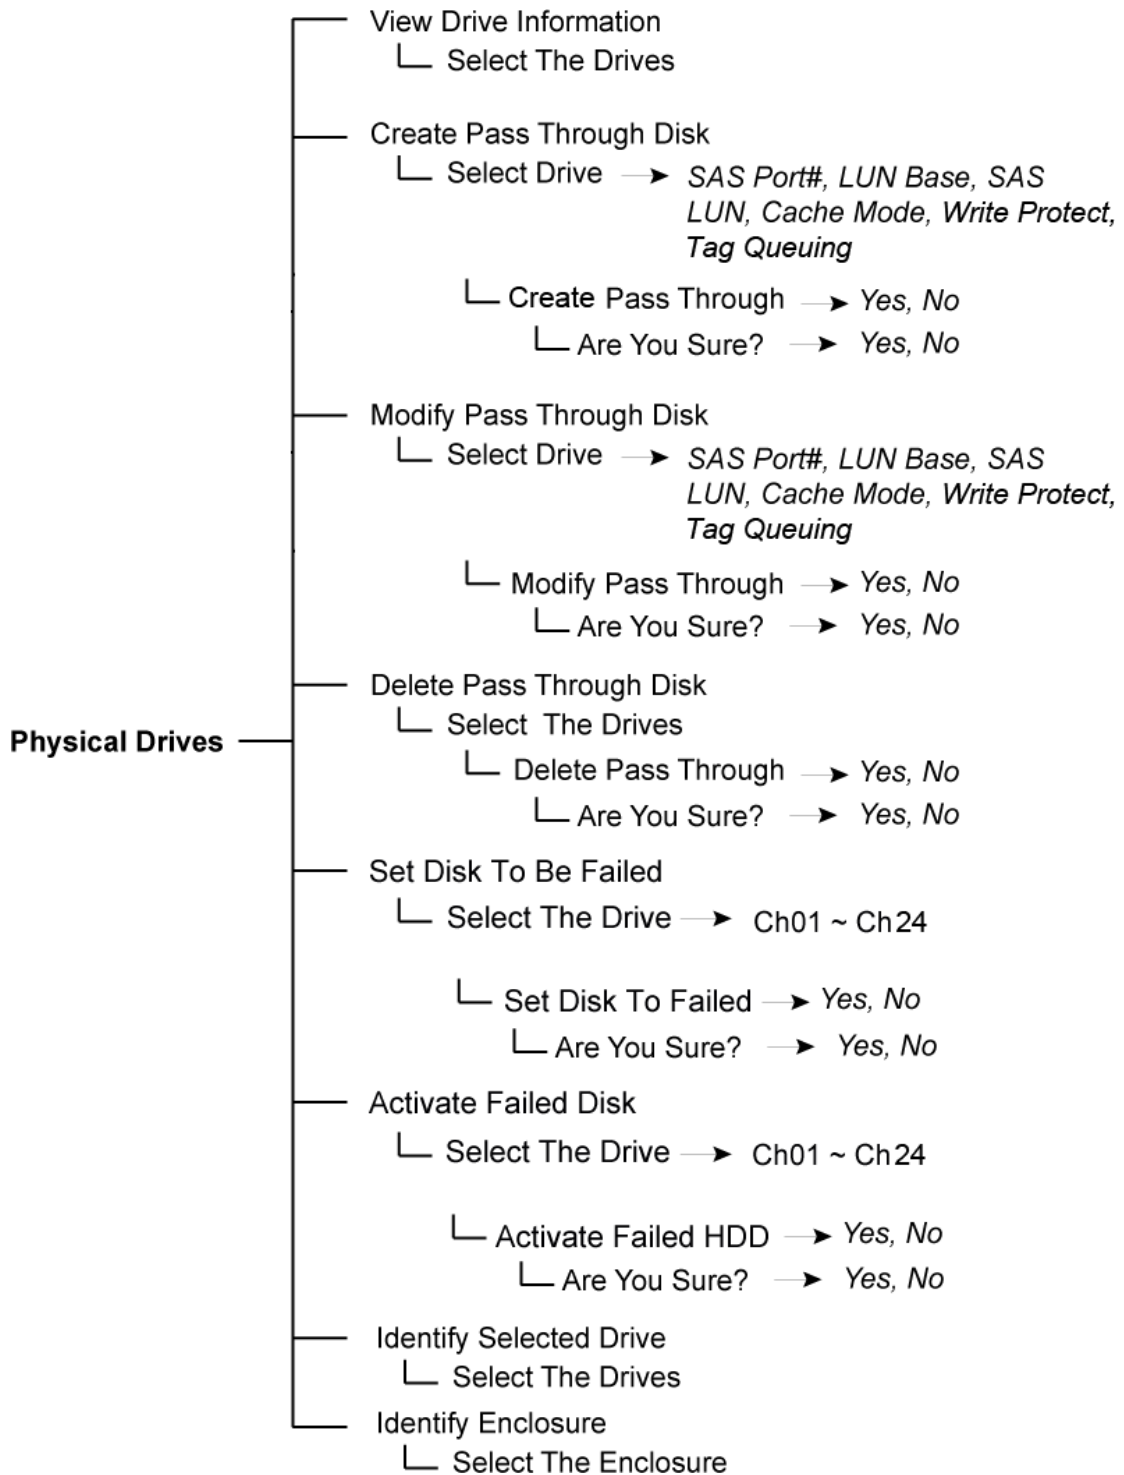 View Drive Information
Select The Drives
Create Pass Through Disk
Select Drive
SAS Port#, LUN Base, SAS
LUN, Cache Mode, Write Protect,
Tag Queuing
Create Pass Through Yes, No
Are You Sure? Yes, No
Modify Pass Through Disk
Select Drive
SAS Port#, LUN Base, SAS
LUN, Cache Mode, Write Protect,
Tag Queuing
Modify Pass Through Yes, No
Are You Sure? Yes, No
Delete Pass Through Disk
Select The Drives
Physical Drives
Delete Pass Through Yes, No
Are You Sure? Yes, No
Set Disk To Be Failed
Select The Drive Ch01 ~ Ch24
Set Disk To Failed Yes, No
Are You Sure? Yes, No
Activate Failed Disk
Select The Drive Ch01 ~ Ch24
Activate Failed HDD Yes, No
Are You Sure? Yes, No
Identify Selected Drive
Select The Drives
Identify Enclosure
Select The Enclosure